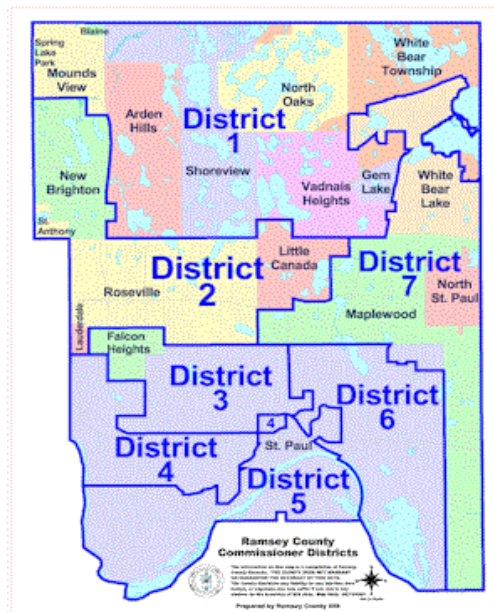 Blaine
Spring
Lake
Park
Mounds
View
White
Bear
Township
North
Oaks
Arden
Hills
District
1
Shoreview
New
Brighton
Vadnais
Heights
Gem
Lake
White
Bear
Lake
St.
Anthony
District
2
Little
Canada
District
7
Roseville
North
St. Paul
Maplewood
Lauderdale
Falcon
Heights
District
3
District
6
4
St. Paul
District
4
District
5
Ramsey County
Commissioner Districts
Prepared by Ramsey County GIS